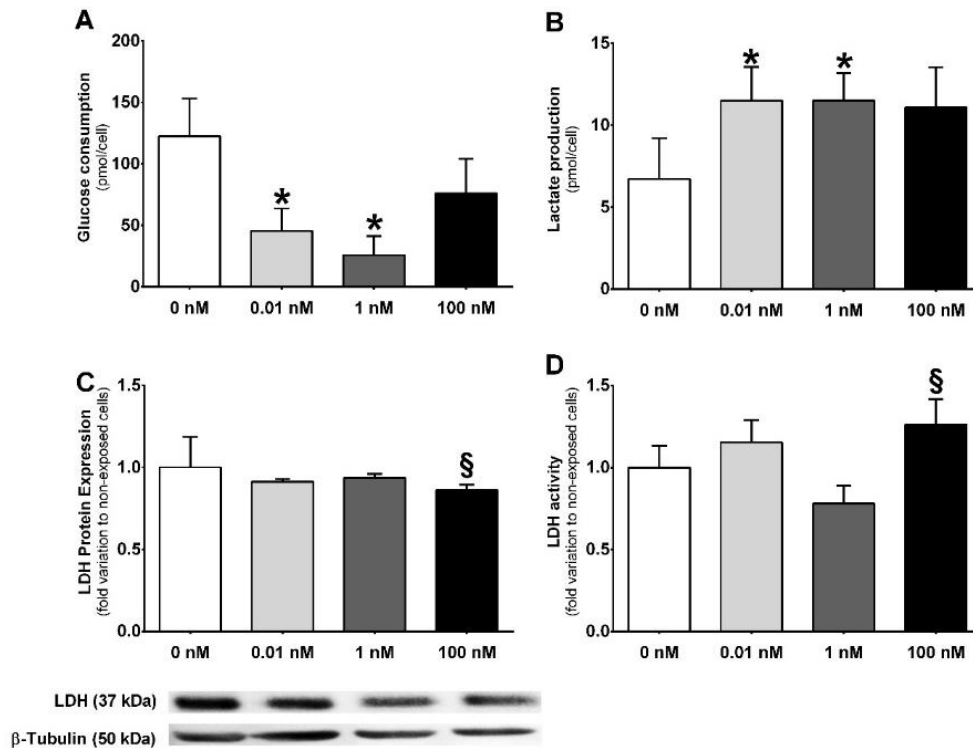 A
Glucose consumption
(pmol/cell)
200
150
100
50
0
*
*
0 nM 0.01 nM 1 nM 100 nM
B
Lactate production
(pmol/cell)
15
10
5
0
*
*
0 nM 0.01 nM 1 nM 100 nM
C
LDH Protein Expression
(fold variation to non-exposed cells)
1.5
1.0
0.5
0.0
§
0 nM 0.01 nM 1 nM 100 nM
LDH (37 kDa)
β-Tubulin (50 kDa)
D
LDH activity
(fold variation to non-exposed cells)
1.5
1.0
0.5
0.0
§
0 nM 0.01 nM 1 nM 100 nM